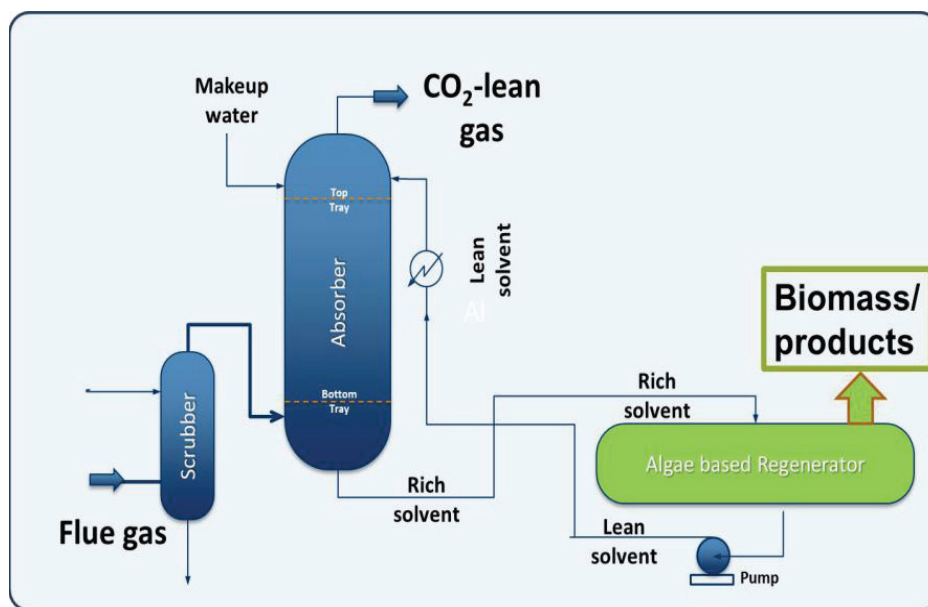 Makeup
water
CO₂-lean
gas
Top
Tray
Absorber
Lean
solvent
Al
Biomass/
products
Bottom
Tray
Scrubber
Rich
solvent
Algae based Regenerator
Rich
solvent
Flue gas
Lean
solvent
Pump